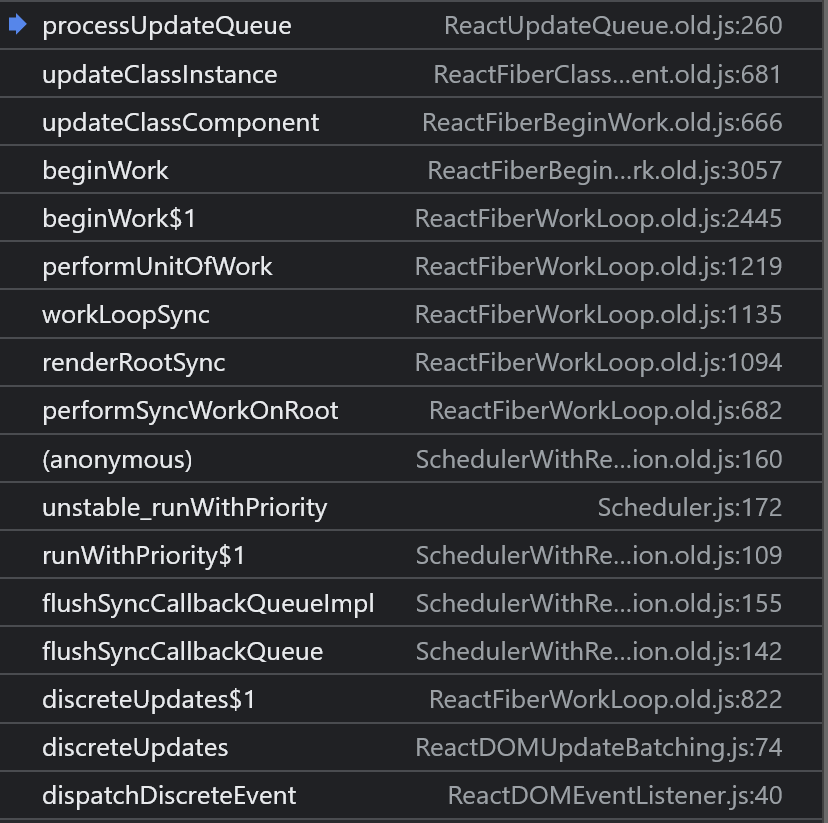 processUpdateQueue ReactUpdateQueue.old.js:260
updateClassInstance ReactFiberClass...ent.old.js:681
updateClassComponent ReactFiberBeginWork.old.js:666
beginWork ReactFiberBegin...rk.old.js:3057
beginWork$1 ReactFiberWorkLoop.old.js:2445
performUnitOfWork ReactFiberWorkLoop.old.js:1219
workLoopSync ReactFiberWorkLoop.old.js:1135
renderRootSync ReactFiberWorkLoop.old.js:1094
performSyncWorkOnRoot ReactFiberWorkLoop.old.js:682
(anonymous) SchedulerWithRe...ion.old.js:160
unstable_runWithPriority Scheduler.js:172
runWithPriority$1 SchedulerWithRe...ion.old.js:109
flushSyncCallbackQueueImpl SchedulerWithRe...ion.old.js:155
flushSyncCallbackQueue SchedulerWithRe...ion.old.js:142
discreteUpdates$1 ReactFiberWorkLoop.old.js:822
discreteUpdates ReactDOMUpdateBatching.js:74
dispatchDiscreteEvent ReactDOMEventListener.js:40